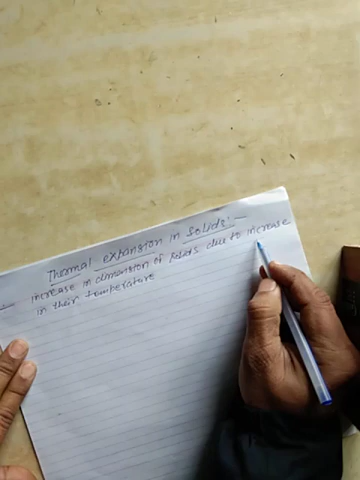 Thermal expansion in Solids:-
increase in dimension of solids due to increase
in their temperature